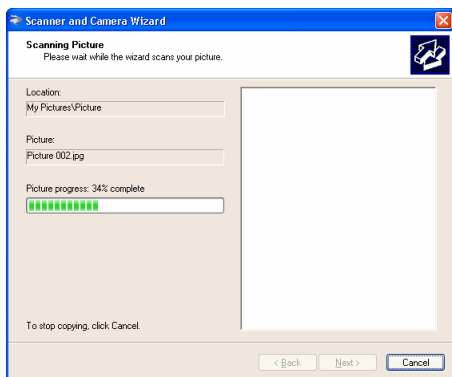 Scanner and Camera Wizard
Scanning Picture
Please wait while the wizard scans your picture.
Location:
My Pictures\Picture
Picture:
Picture 002.jpg
Picture progress: 34% complete
To stop copying, click Cancel.
< Back Next > Cancel